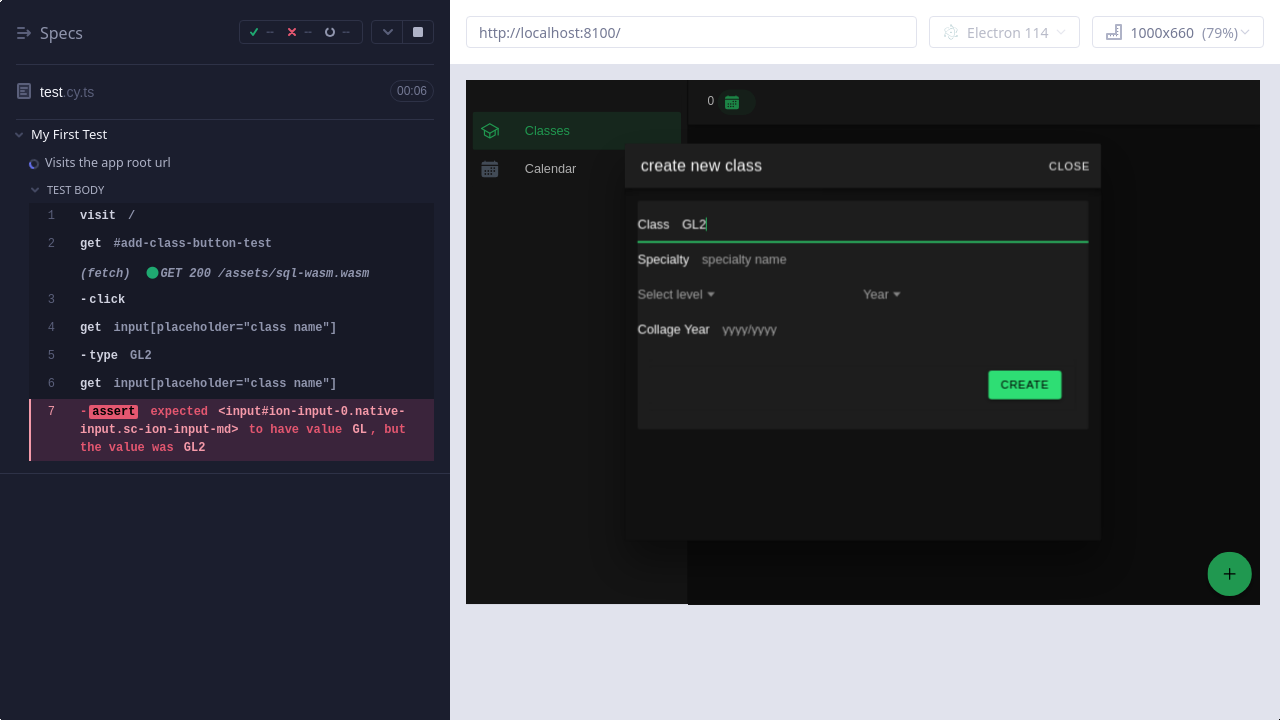 Specs
--
--
--
test.cy.ts
00:06
My First Test
Visits the app root url
TEST BODY
1 visit /
2 get #add-class-button-test
(fetch) GET 200 /assets/sql-wasm.wasm
3 -click
4 get input[placeholder="class name"]
5 -type GL2
6 get input[placeholder="class name"]
7 -assert expected <input#ion-input-0.native-
input.sc-ion-input-md> to have value GL, but
the value was GL2
http://localhost:8100/
Electron 114
1000x660 (79%)
0
Classes
Calendar
create new class
CLOSE
Class GL2
Specialty specialty name
Select level Year
Collage Year yyyy/yyyy
CREATE
+